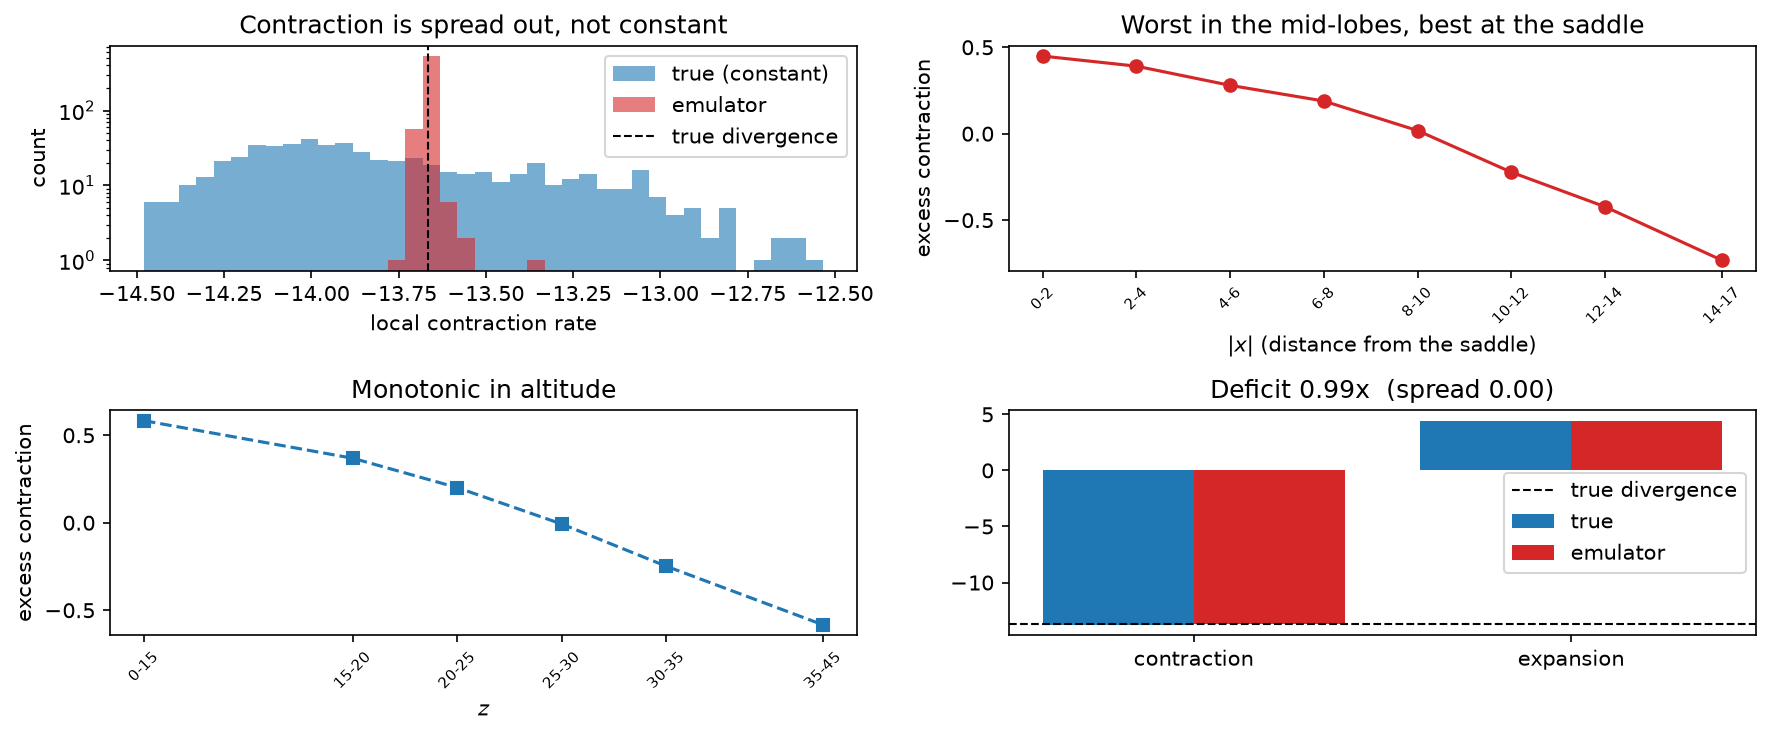 Contraction is spread out, not constant
count
10²
10¹
10⁰
true (constant)
emulator
true divergence
−14.50 −14.25 −14.00 −13.75 −13.50 −13.25 −13.00 −12.75 −12.50
local contraction rate
Worst in the mid-lobes, best at the saddle
excess contraction
0.5
0.0
−0.5
0-2 2-4 4-6 6-8 8-10 10-12 12-14 14-17
|x| (distance from the saddle)
Monotonic in altitude
excess contraction
0.5
0.0
−0.5
0-15 15-20 20-25 25-30 30-35 35-45
z
Deficit 0.99x (spread 0.00)
5
0
−5
−10
true divergence
true
emulator
contraction expansion